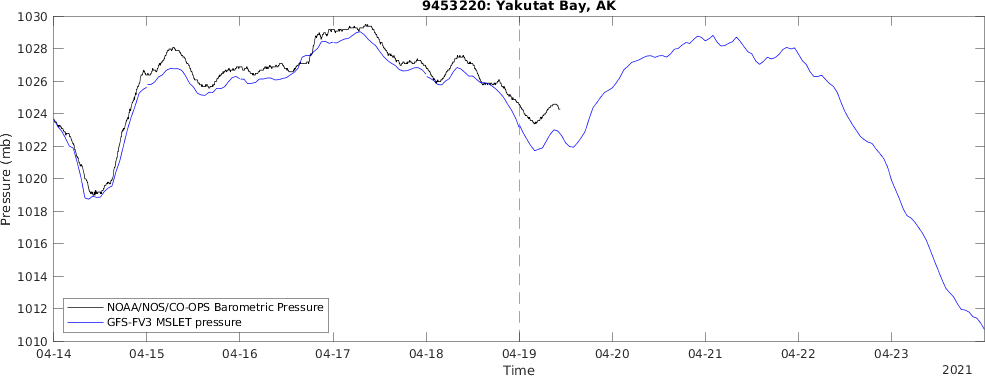 9453220: Yakutat Bay, AK
Pressure (mb)
1030
1028
1026
1024
1022
1020
1018
1016
1014
1012
1010
NOAA/NOS/CO-OPS Barometric Pressure
GFS-FV3 MSLET pressure
04-14 04-15 04-16 04-17 04-18 04-19 04-20 04-21 04-22 04-23
Time
2021